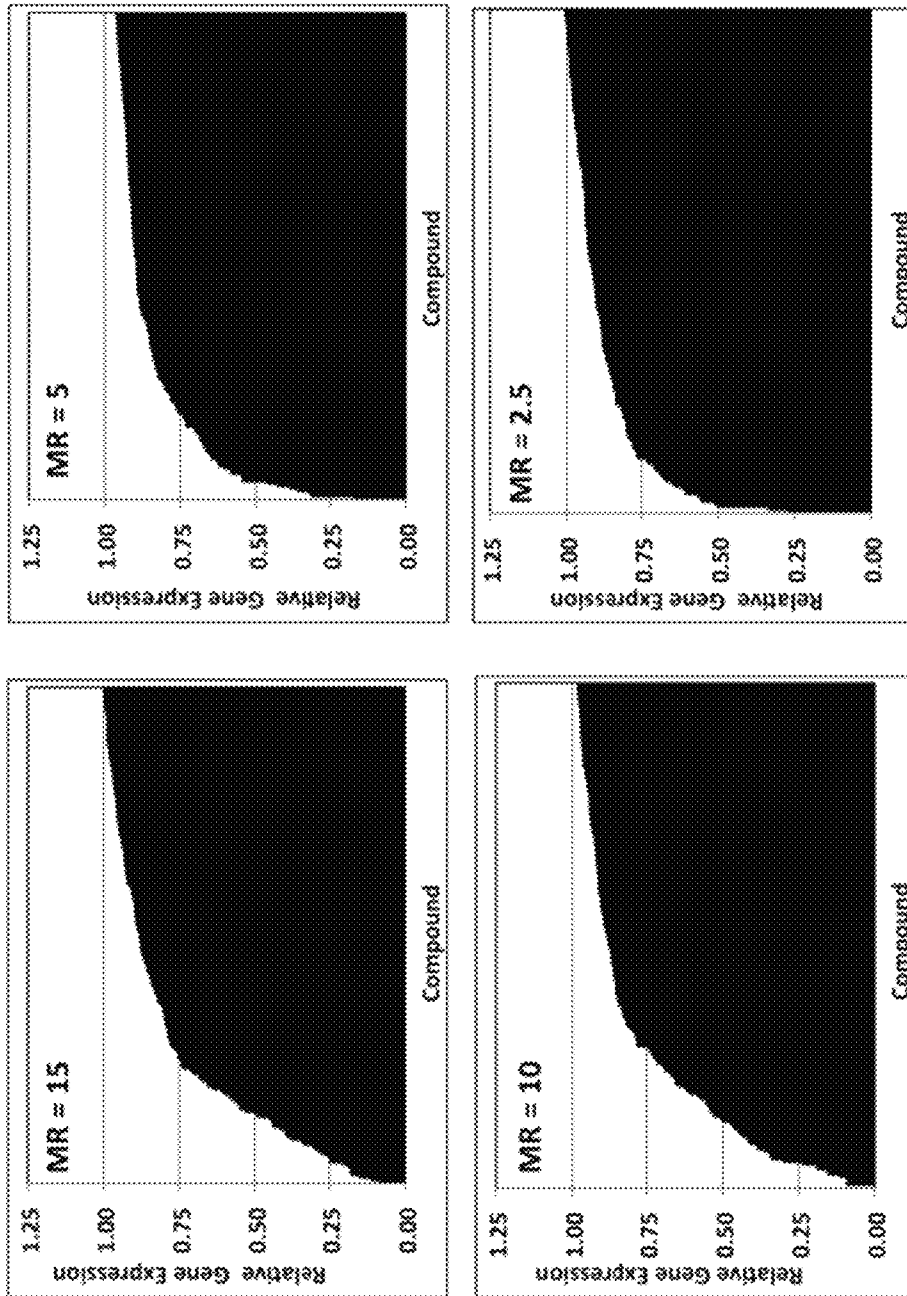 Relative Gene Expression
1.25
1.00
0.75
0.50
0.25
0.00
MR = 15
Compound
Relative Gene Expression
1.25
1.00
0.75
0.50
0.25
0.00
MR = 5
Compound
Relative Gene Expression
1.25
1.00
0.75
0.50
0.25
0.00
MR = 10
Compound
Relative Gene Expression
1.25
1.00
0.75
0.50
0.25
0.00
MR = 2.5
Compound